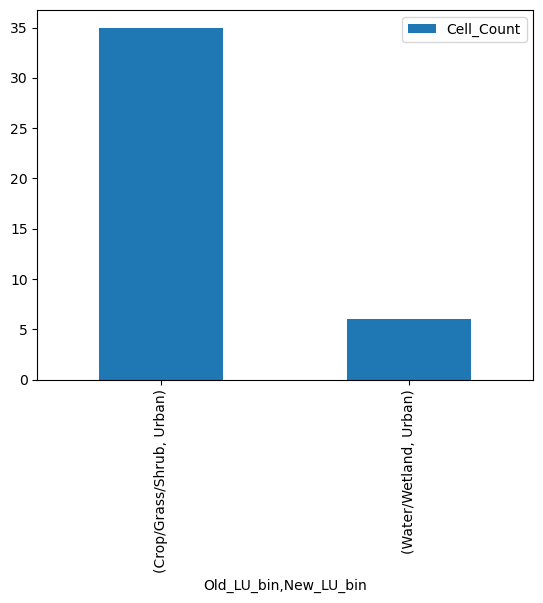 Cell_Count
35
30
25
20
15
10
5
0
(Crop/Grass/Shrub, Urban)
(Water/Wetland, Urban)
Old_LU_bin,New_LU_bin